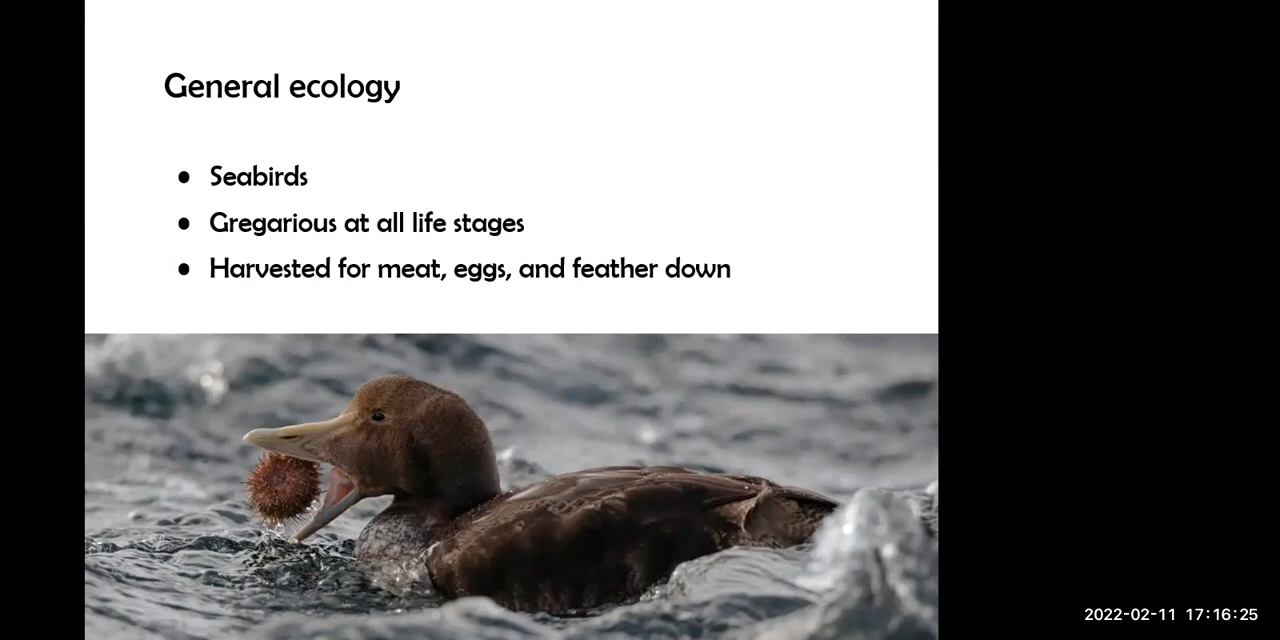 General ecology
• Seabirds
• Gregarious at all life stages
• Harvested for meat, eggs, and feather down
2022-02-11 17:16:25